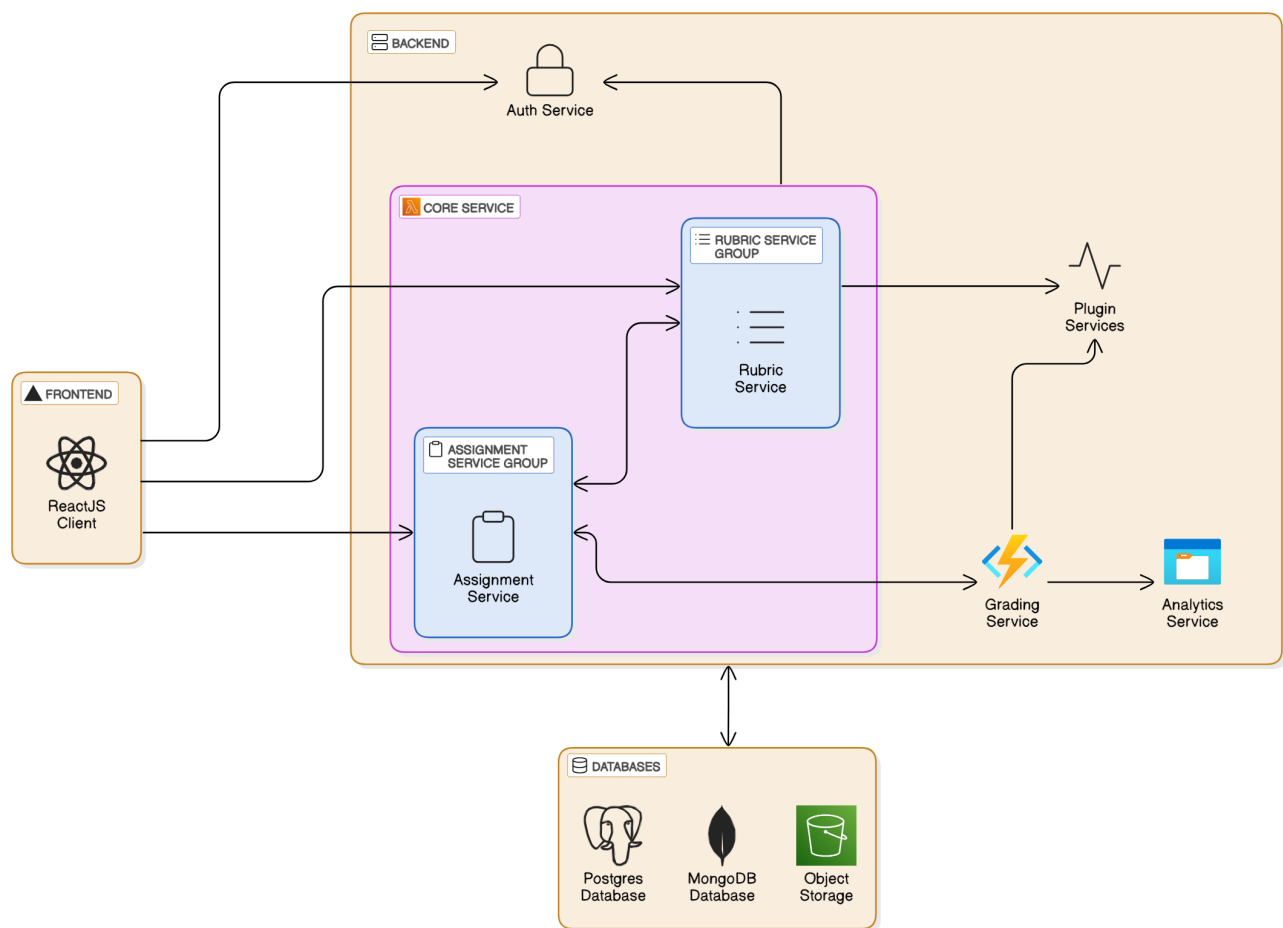 BACKEND
Auth Service
CORE SERVICE
RUBRIC SERVICE
GROUP
Rubric
Service
Plugin
Services
FRONTEND
ReactJS
Client
ASSIGNMENT
SERVICE GROUP
Assignment
Service
Grading
Service
Analytics
Service
DATABASES
Postgres
Database
MongoDB
Database
Object
Storage